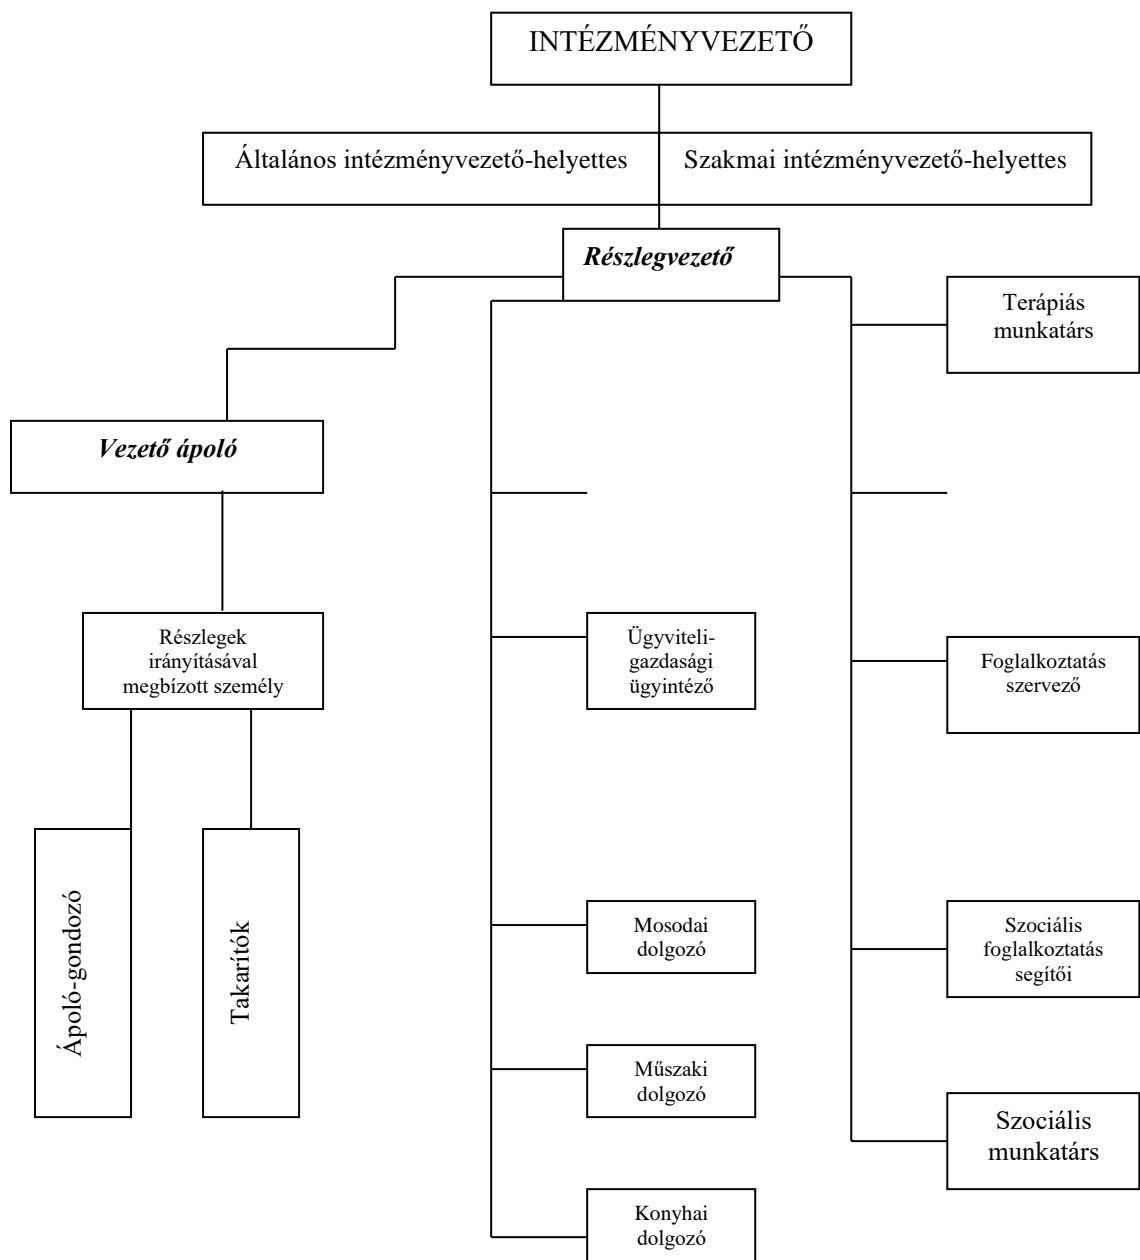 INTÉZMÉNYVEZETŐ
Általános intézményvezető-helyettes
Szakmai intézményvezető-helyettes
Részlegvezető
Terápiás
munkatárs
Vezető ápoló
Részlegek
irányításával
megbízott személy
Ügyviteli-
gazdasági
ügyintéző
Foglalkoztatás
szervező
Ápoló-gondozó
Takarítók
Mosodai
dolgozó
Szociális
foglalkoztatás
segítői
Műszaki
dolgozó
Szociális
munkatárs
Konyhai
dolgozó